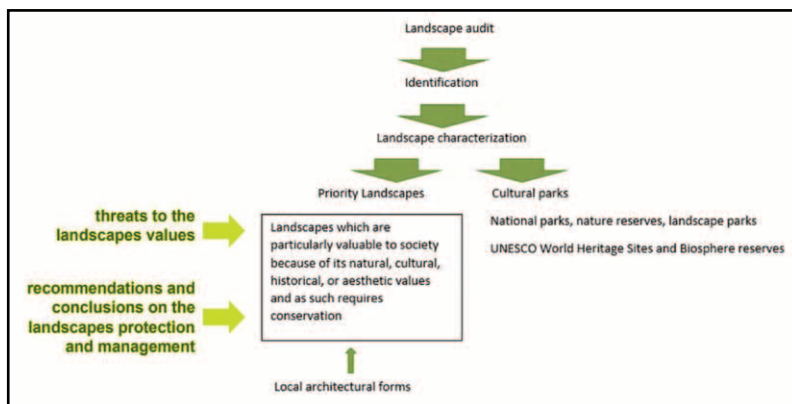 Landscape audit
Identification
Landscape characterization
Priority Landscapes
Cultural parks
National parks, nature reserves, landscape parks
UNESCO World Heritage Sites and Biosphere reserves
threats to the
landscapes values
recommendations and
conclusions on the
landscapes protection
and management
Landscapes which are
particularly valuable to society
because of its natural, cultural,
historical, or aesthetic values
and as such requires
conservation
Local architectural forms